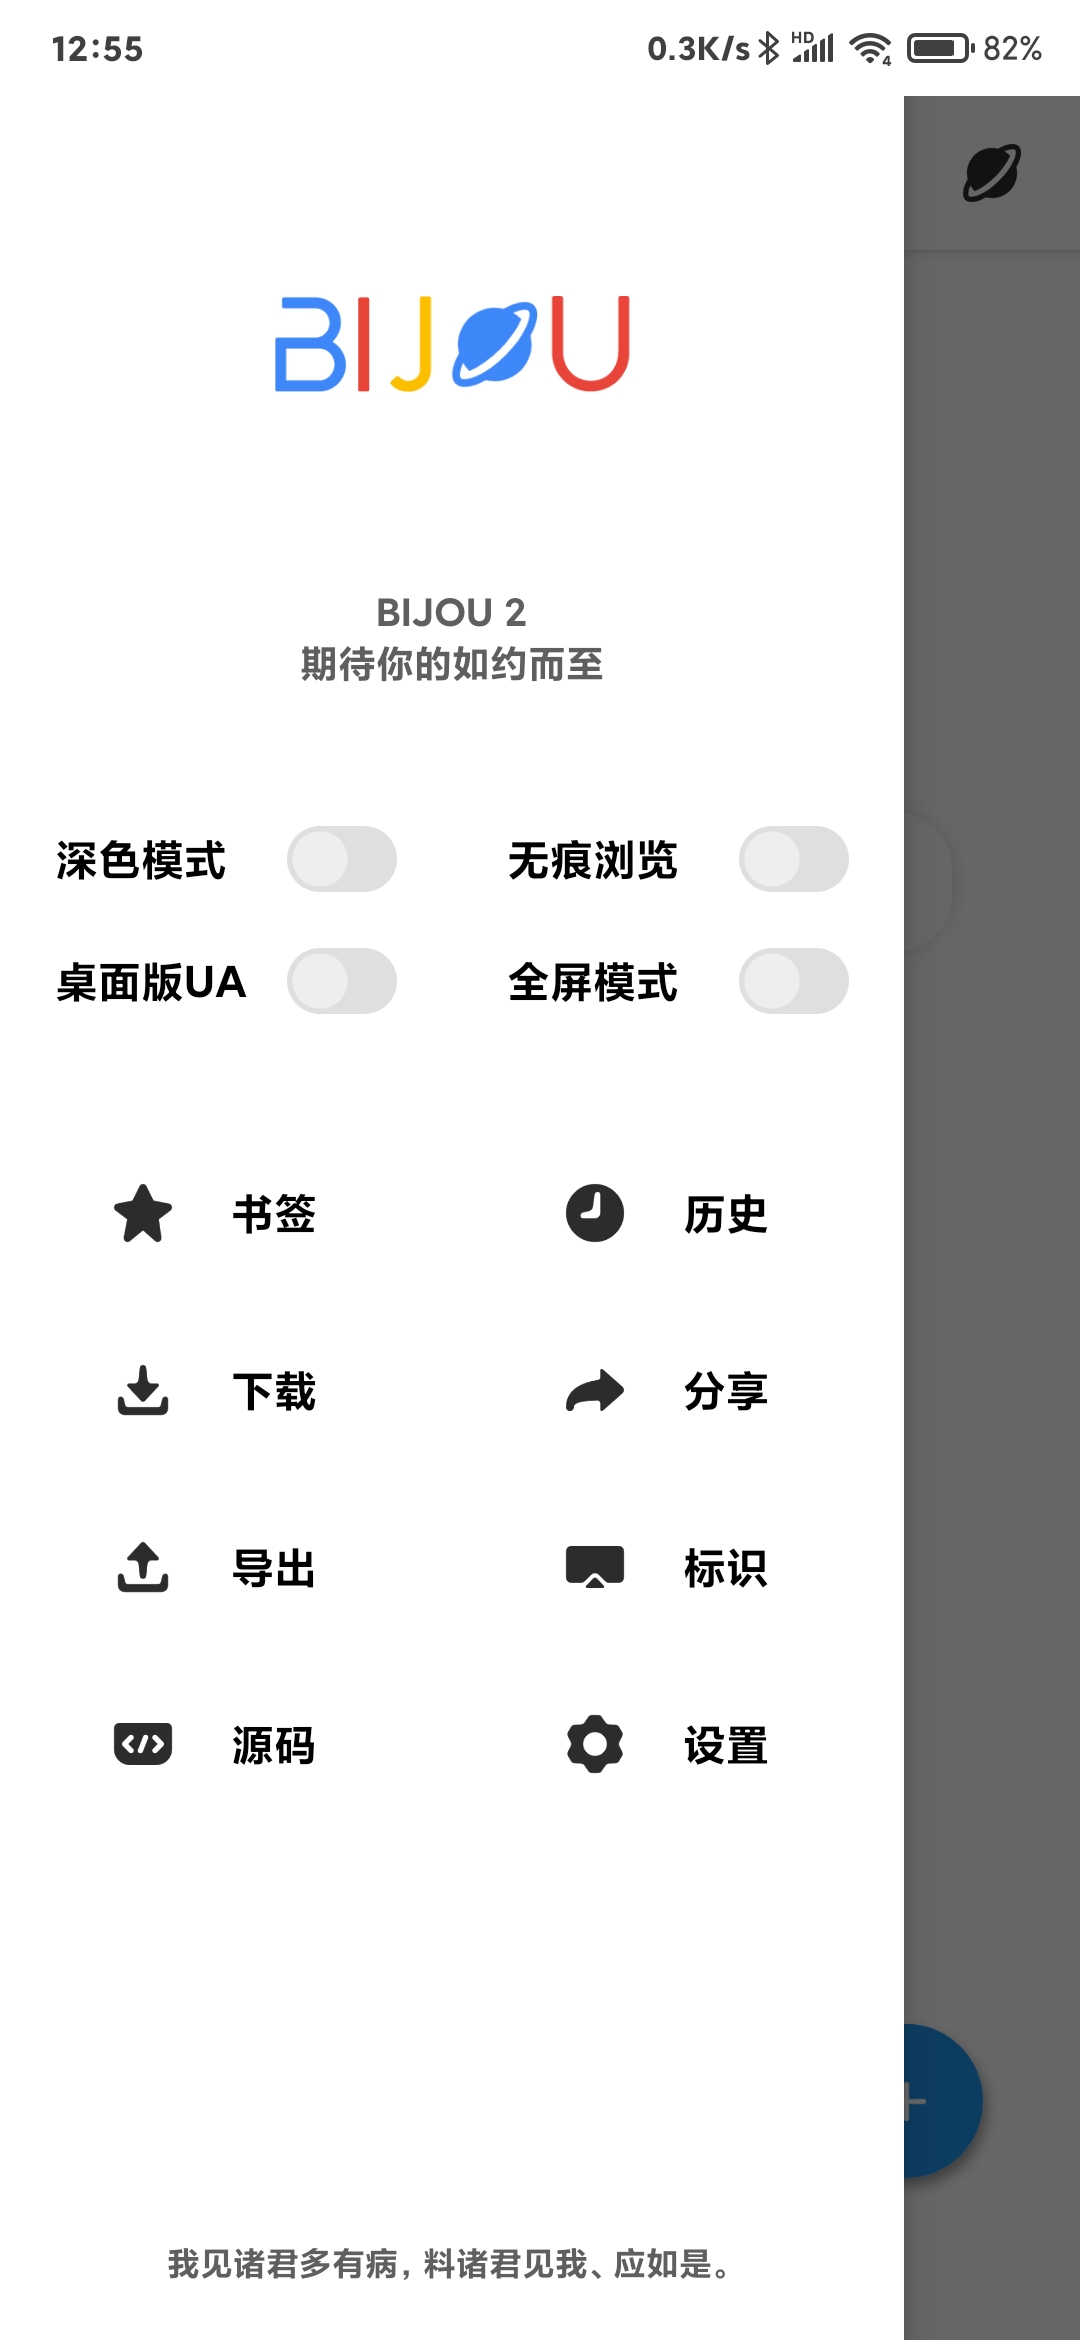 12:55 0.3K/s HD 4 82%
BIJOU
BIJOU 2
期待你的如约而至
深色模式 无痕浏览
桌面版UA 全屏模式
书签 历史
下载 分享
导出 标识
源码 设置
我见诸君多有病，料诸君见我、应如是。